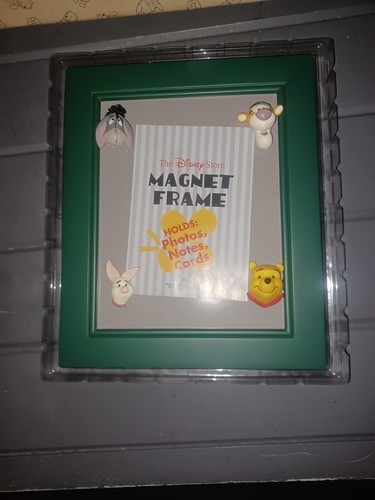 The Disney Store
MAGNET
FRAME
HOLDS:
Photos,
Notes,
Cards